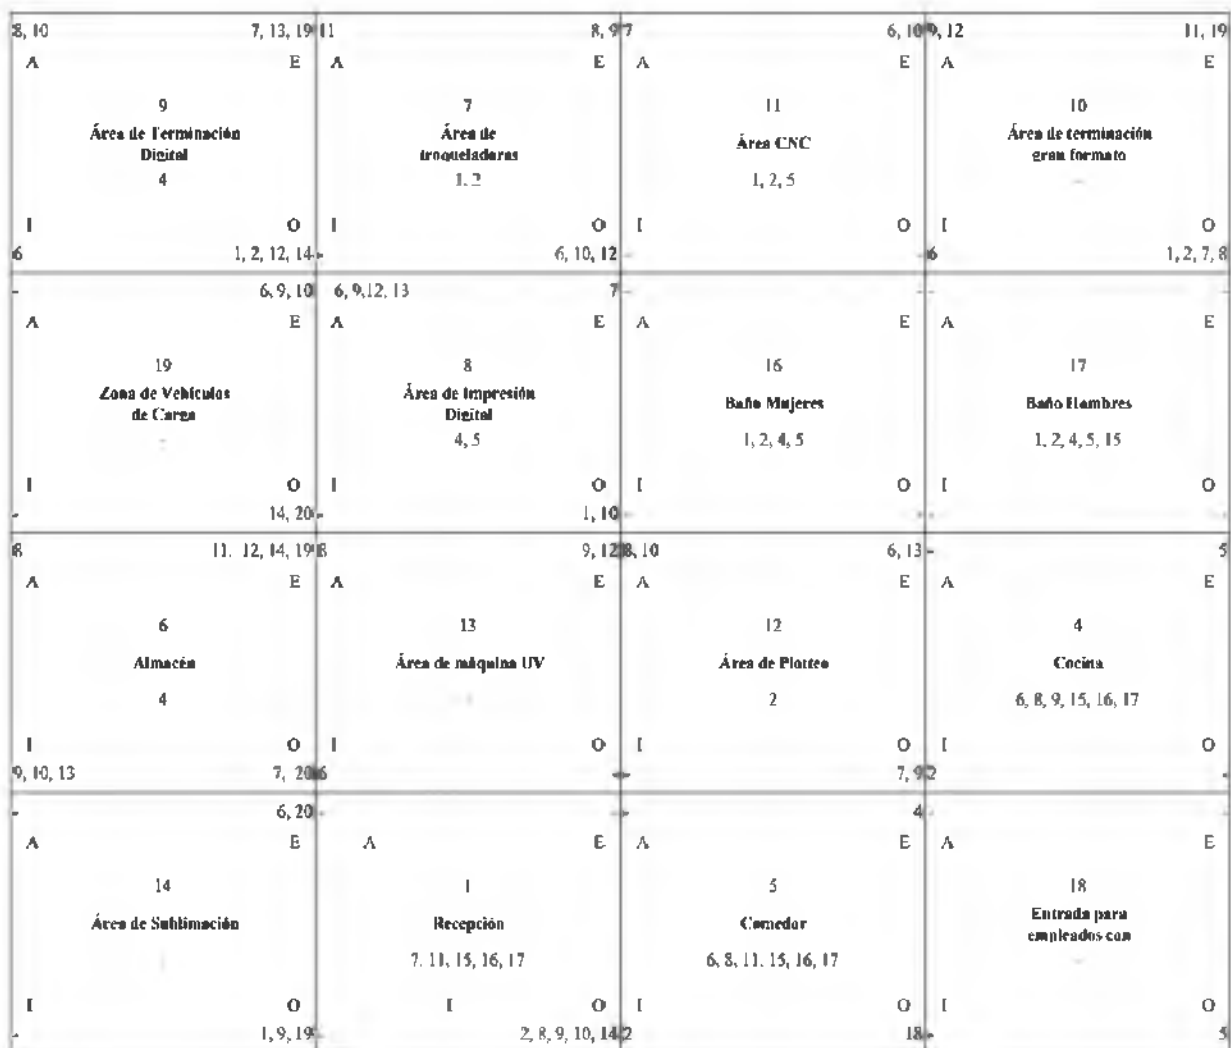 8, 10 7, 13, 19 11 8, 9 7 6, 10 9, 12 11, 19
A E A E A E A E
9 7 11 10
Área de Terminación Área de Área CNC Área de terminación
Digital troqueladoras gran formato
4 1, 2 1, 2, 5 -
I O I O I O I O
6 1, 2, 12, 14 - 6, 10, 12 - - 6 1, 2, 7, 8
- 6, 9, 10 6, 9,12, 13 7 - - - -
A E A E A E A E
19 8 16 17
Zona de Vehículos Área de Impresión Baño Mujeres Baño Hombres
de Carga Digital
- 4, 5 1, 2, 4, 5 1, 2, 4, 5, 15
I O I O I O I O
- 14, 20 - 1, 10 - - - -
8 11. 12, 14, 19 8 9, 12 8, 10 6, 13 - 5
A E A E A E A E
6 13 12 4
Almacén Área de máquina UV Área de Ploteo Cocina
4 2 6, 8, 9, 15, 16, 17
I O I O I O I O
9, 10, 13 7, 20 6 - - 7, 9 2 -
- 6, 20 - - 4 - -
A E A E A E A E
14 1 5 18
Área de Sublimación Recepción Comedor Entrada para
empleados con
7. 11, 15, 16, 17 6, 8, 11. 15, 16, 17 -
I O I O I O I O
- 1, 9, 19 - 2, 8, 9, 10, 14 2 18 - 5